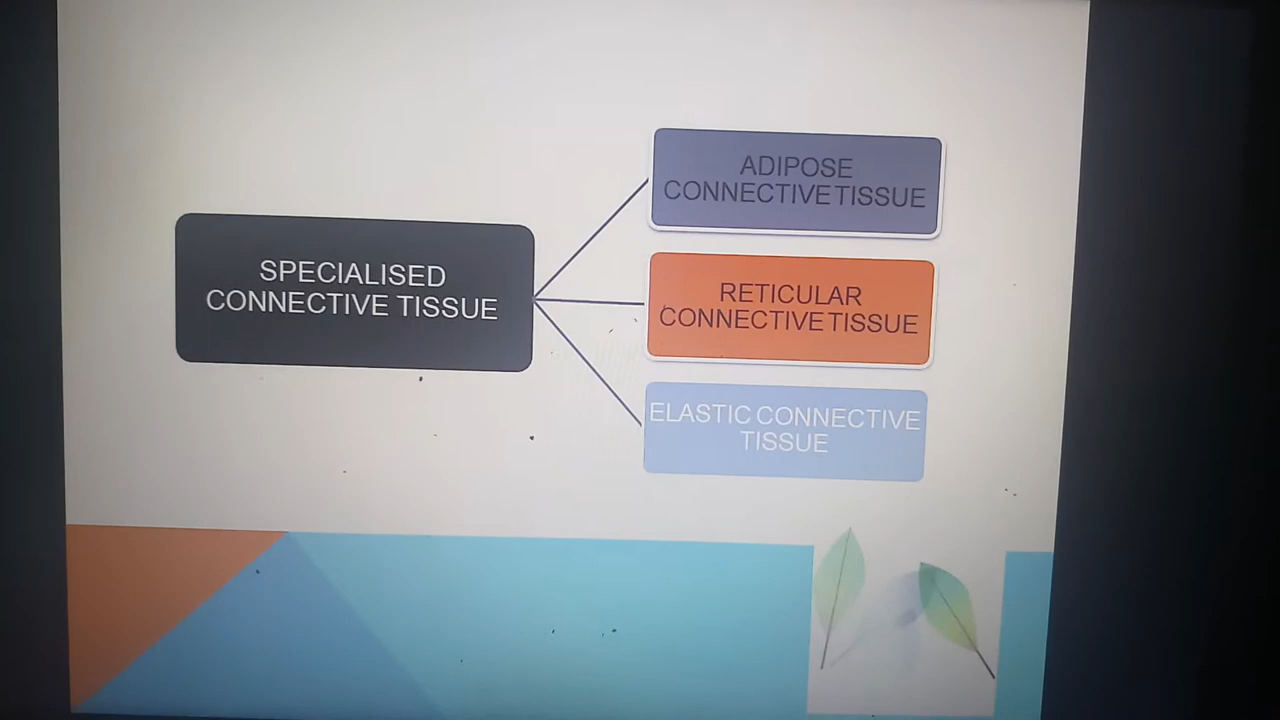 SPECIALISED
CONNECTIVE TISSUE
ADIPOSE
CONNECTIVE TISSUE
RETICULAR
CONNECTIVE TISSUE
ELASTIC CONNECTIVE
TISSUE